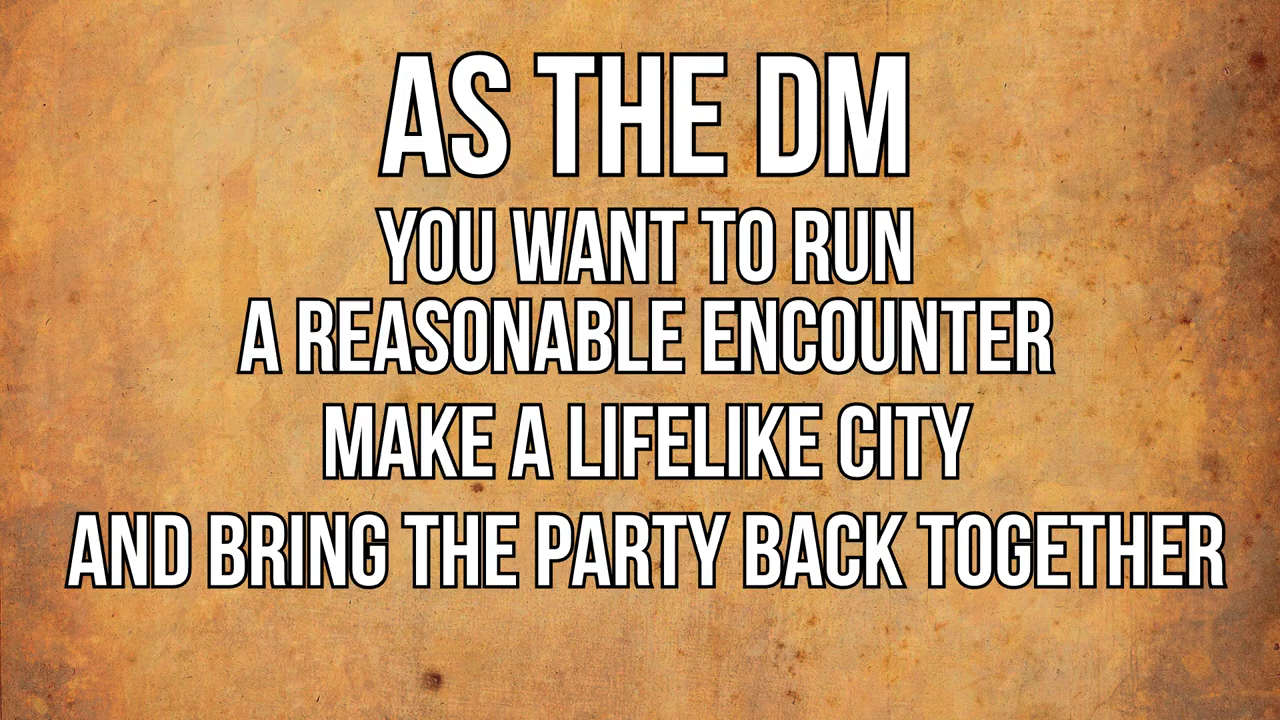 AS THE DM
YOU WANT TO RUN
A REASONABLE ENCOUNTER
MAKE A LIFELIKE CITY
AND BRING THE PARTY BACK TOGETHER